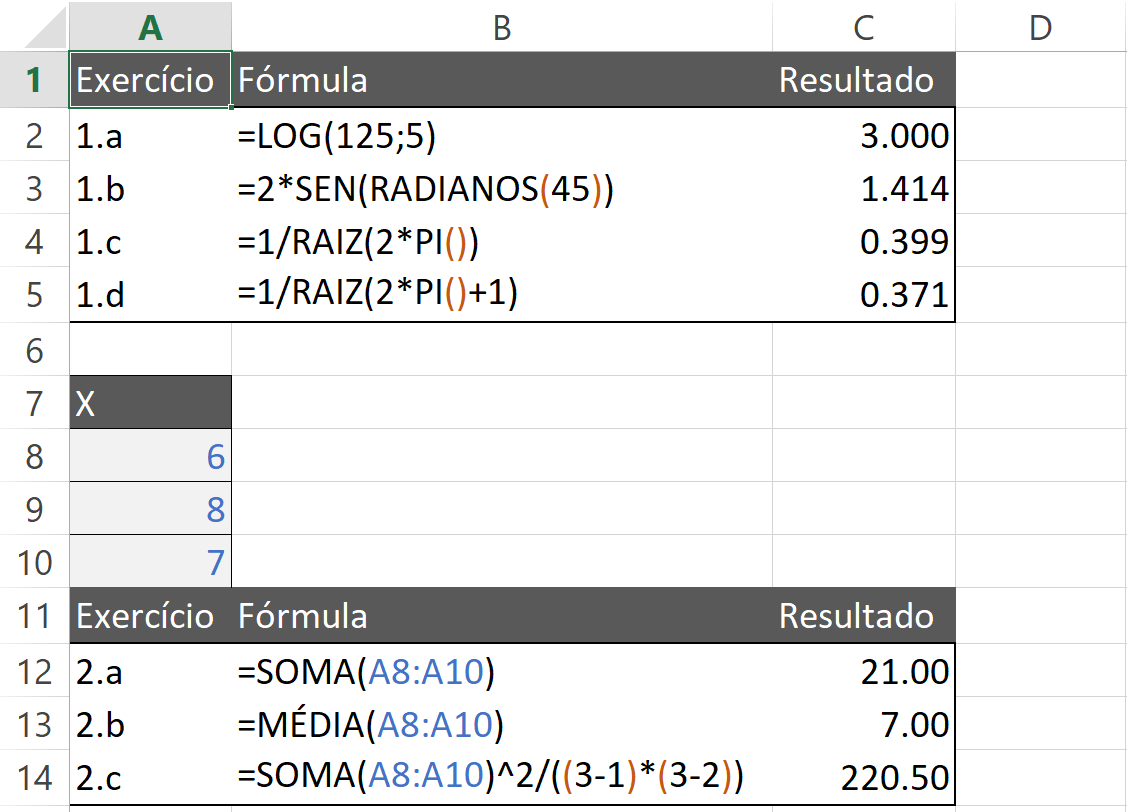 A B C D
1 Exercício Fórmula Resultado
2 1.a =LOG(125;5) 3.000
3 1.b =2*SEN(RADIANOS(45)) 1.414
4 1.c =1/RAIZ(2*PI()) 0.399
5 1.d =1/RAIZ(2*PI()+1) 0.371
6
7 X
8 6
9 8
10 7
11 Exercício Fórmula Resultado
12 2.a =SOMA(A8:A10) 21.00
13 2.b =MÉDIA(A8:A10) 7.00
14 2.c =SOMA(A8:A10)^2/((3-1)*(3-2)) 220.50